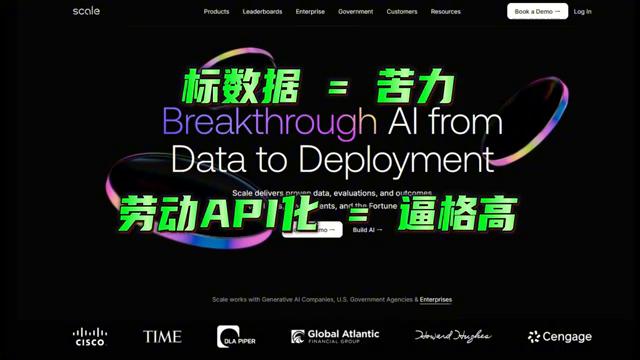 scale
Products Leaderboards Enterprise Government Customers Resources
Book a Demo → Log In
标数据 = 苦力
Breakthrough AI from
Data to Deployment
Scale delivers proven data, evaluations, and outcomes
劳动API化 = 逼格高
Build AI →
Scale works with Generative AI Companies, U.S. Government Agencies & Enterprises
CISCO TIME DLA PIPER Global Atlantic FINANCIAL GROUP Howard Hughes Cengage